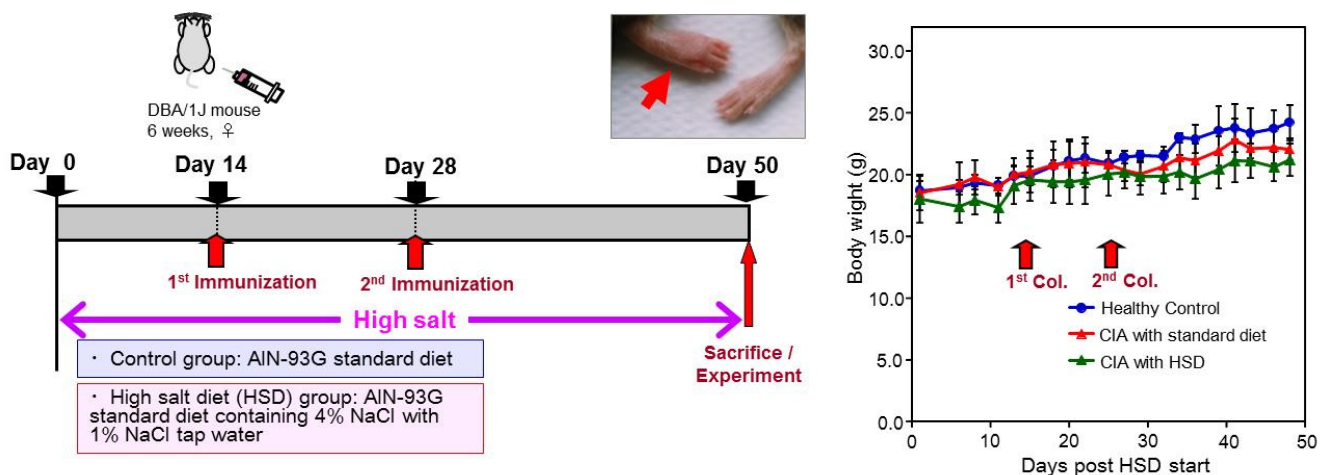 DBA/1J mouse
6 weeks, ♀
Day 0
Day 14
Day 28
Day 50
1st Immunization
2nd Immunization
High salt
· Control group: AIN-93G standard diet
· High salt diet (HSD) group: AIN-93G
standard diet containing 4% NaCl with
1% NaCl tap water
Sacrifice /
Experiment
Body wight (g)
30.0
25.0
20.0
15.0
10.0
5.0
0.0
1st Col.
2nd Col.
Healthy Control
CIA with standard diet
CIA with HSD
0 10 20 30 40 50
Days post HSD start